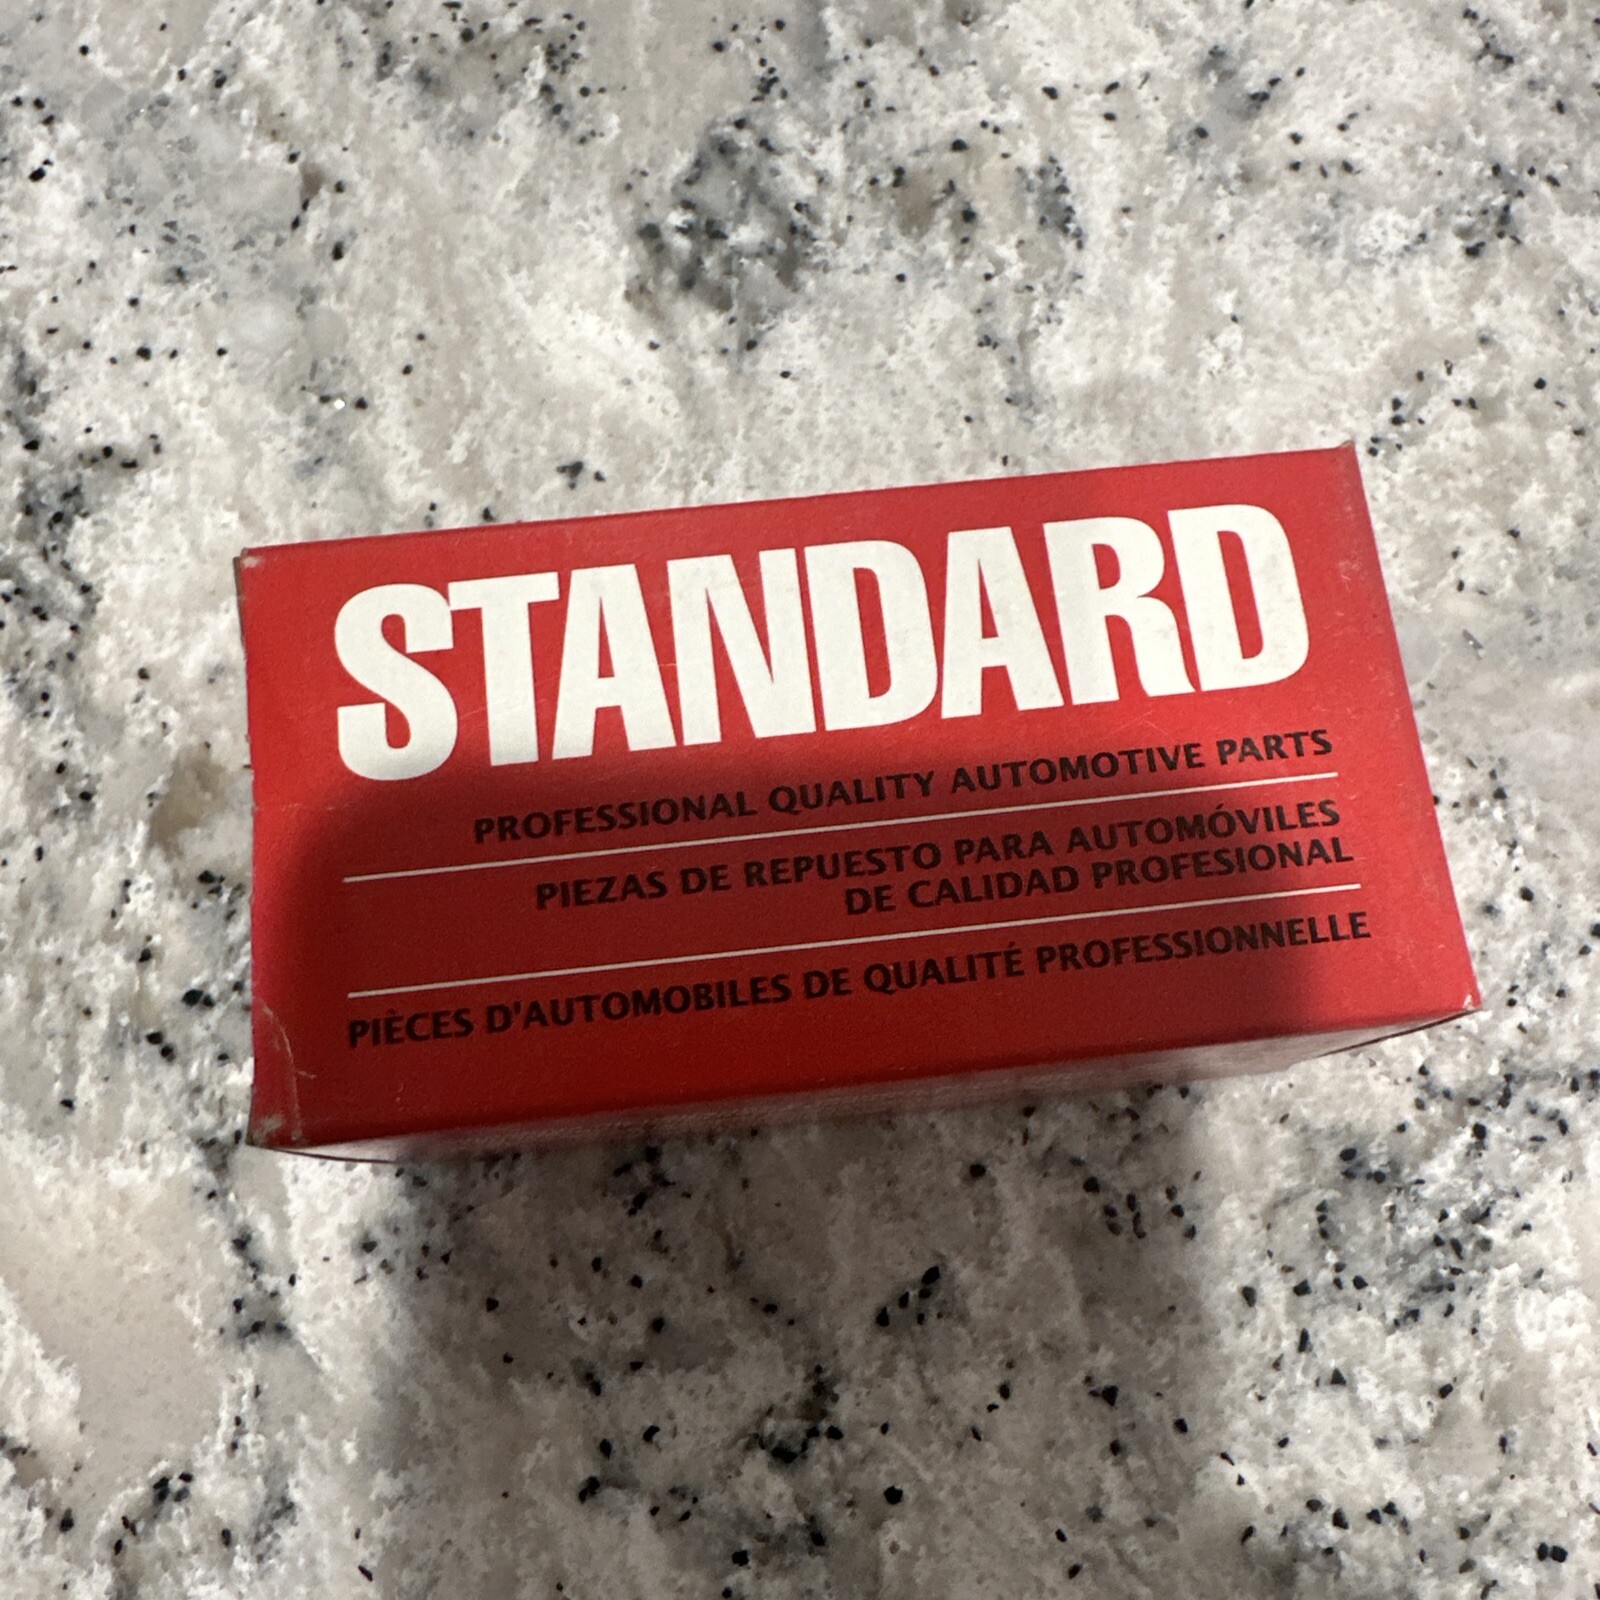 STANDARD
PROFESSIONAL QUALITY AUTOMOTIVE PARTS
PIEZAS DE REPUESTO PARA AUTOMÓVILES
DE CALIDAD PROFESIONAL
PIÈCES D'AUTOMOBILES DE QUALITÉ PROFESSIONNELLE